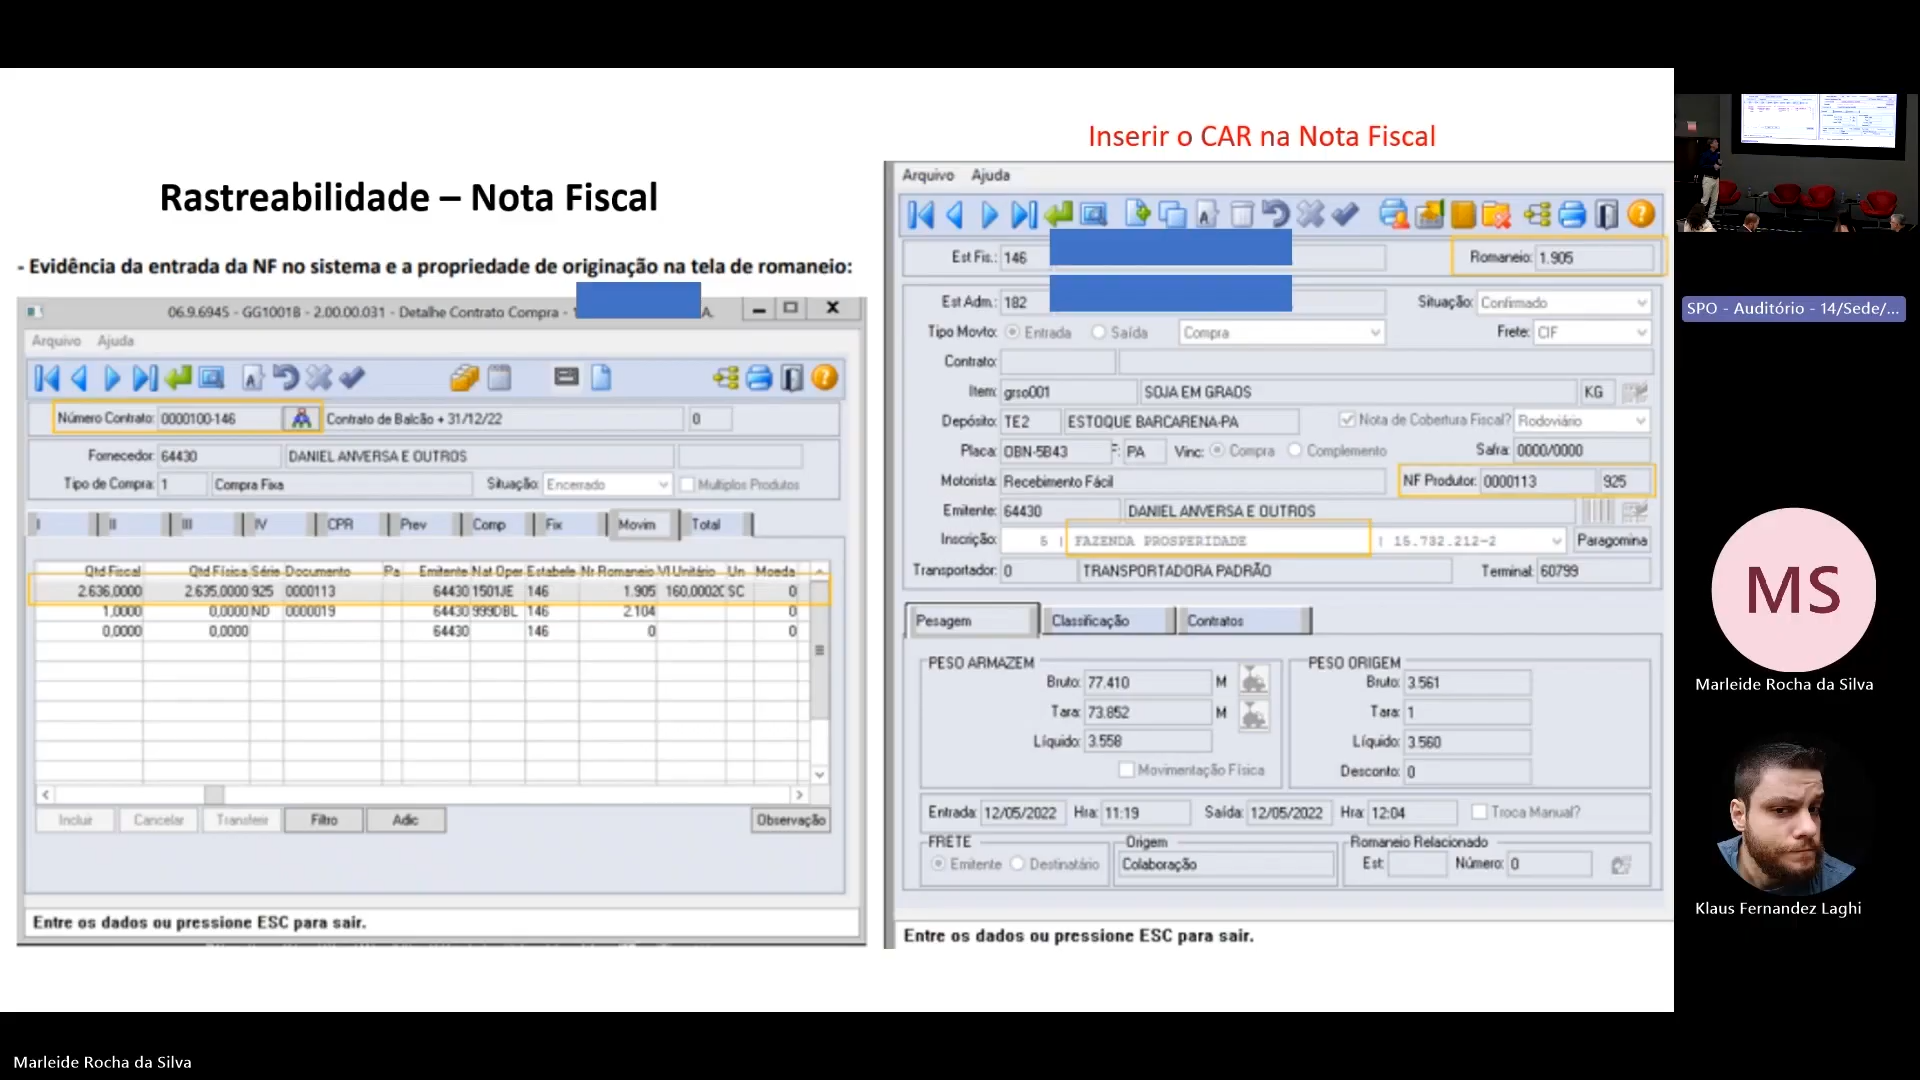 Rastreabilidade – Nota Fiscal
- Evidência da entrada da NF no sistema e a propriedade de originação na tela de romaneio:
06.9.6945 - GG1001B - 2.00.00.031 - Detalhe Contrato Compra -
A.
Arquivo Ajuda
Número Contrato: 0000100-146 Contrato de Balcão + 31/12/22 0
Fornecedor: 64430 DANIEL ANVERSA E OUTROS
Tipo de Compra: 1 Compra Fixa Situação: Encerrado Multiplos Produtos
I II III IV CPR Prev Comp Fix Movim Total
Qtd Fiscal Qtd Física Série Documento Pa Emitente Nat Oper Estabele Nr Romaneio Vl Unitário Un Moeda
2.636,0000 2.635,0000 925 0000113 64430 1501JE 146 1.905 160,0002( SC 0
1,0000 0,0000 ND 0000019 64430 999DBL 146 2.104 0
0,0000 0,0000 64430 146 0 0
Incluir Cancelar Transferir Filtro Adic Observação
Entre os dados ou pressione ESC para sair.
Inserir o CAR na Nota Fiscal
Arquivo Ajuda
Est Fis.: 146 Romaneio: 1.905
Est Adm.: 182 Situação: Confirmado
Tipo Movto: Entrada Saída Compra Frete: CIF
Contrato:
Item: grso001 SOJA EM GRAOS KG
Depósito: TE2 ESTOQUE BARCARENA-PA Nota de Cobertura Fiscal? Rodoviário
Placa: OBN-5B43 F: PA Vinc: Compra Complemento Safra: 0000/0000
Motorista: Recebimento Fácil NF Produtor: 0000113 925
Emitente: 64430 DANIEL ANVERSA E OUTROS
Inscrição: 5 | FAZENDA PROSPERIDADE | 15.732.212-2 Paragomina
Transportador: 0 TRANSPORTADORA PADRÃO Terminal: 60799
Pesagem Classificação Contratos
PESO ARMAZEM PESO ORIGEM
Bruto: 77.410 M Bruto: 3.561
Tara: 73.852 M Tara: 1
Líquido: 3.558 Líquido: 3.560
Movimentação Física Desconto: 0
Entrada: 12/05/2022 Hra: 11:19 Saída: 12/05/2022 Hra: 12:04 Troca Manual?
FRETE Origem Romaneio Relacionado
Emitente Destinatário Colaboração Est: Número: 0
Entre os dados ou pressione ESC para sair.
SPO - Auditório - 14/Sede/...
MS
Marleide Rocha da Silva
Klaus Fernandez Laghi
Marleide Rocha da Silva